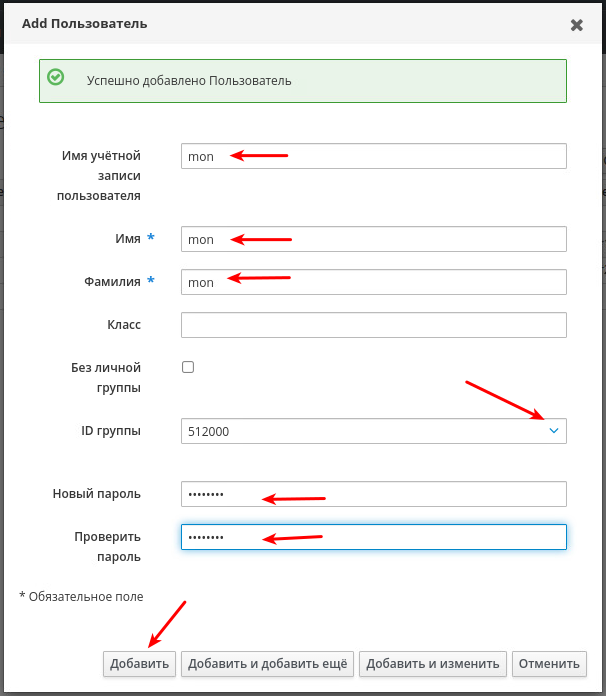 Add Пользователь
Успешно добавлено Пользователь
Имя учётной
записи
пользователя
mon
Имя *
mon
Фамилия *
mon
Класс
Без личной
группы
ID группы
512000
Новый пароль
••••••••
Проверить
пароль
••••••••
* Обязательное поле
Добавить
Добавить и добавить ещё
Добавить и изменить
Отменить